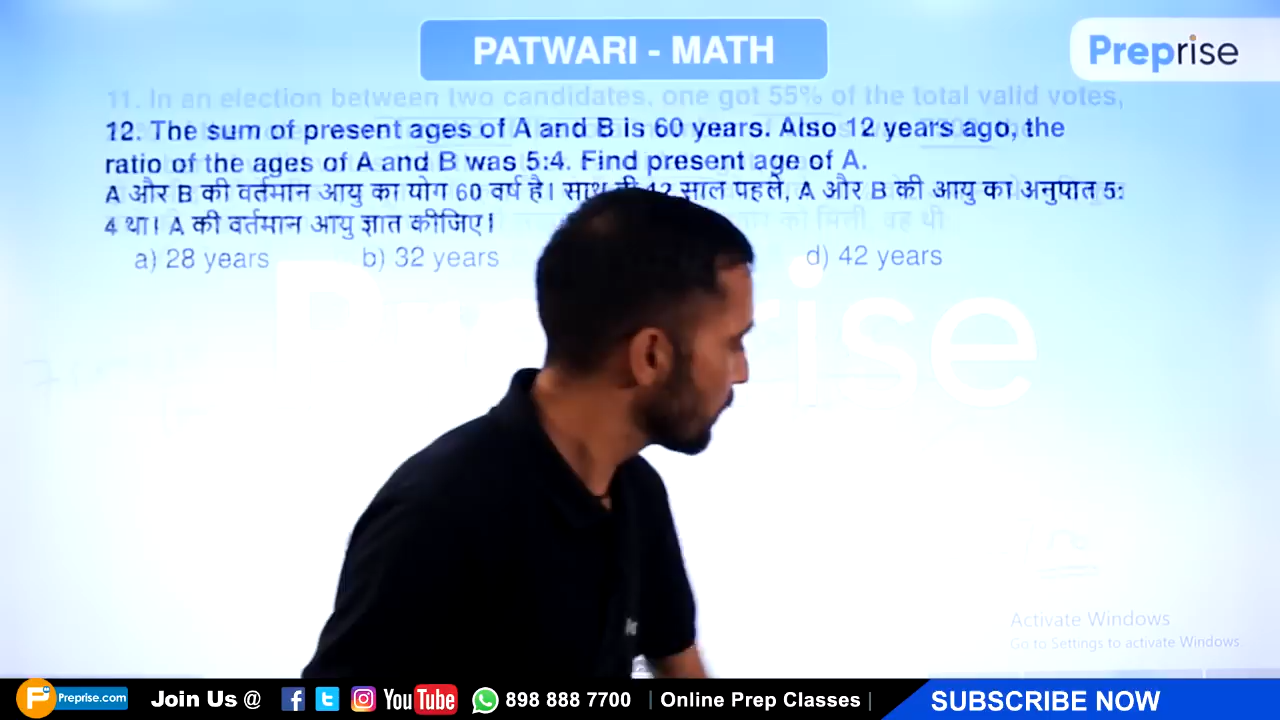 PATWARI - MATH
Preprise
11. In an election between two candidates, one got 55% of the total valid votes,
12. The sum of present ages of A and B is 60 years. Also 12 years ago, the
ratio of the ages of A and B was 5:4. Find present age of A.
A और B की वर्तमान आयु का योग 60 वर्ष है। साथ ही 12 साल पहले, A और B की आयु का अनुपात 5:
4 था। A की वर्तमान आयु ज्ञात कीजिए।
a) 28 years b) 32 years d) 42 years
rise
Activate Windows
Go to Settings to activate Windows
Preprise.com Join Us @ YouTube 898 888 7700 | Online Prep Classes | SUBSCRIBE NOW